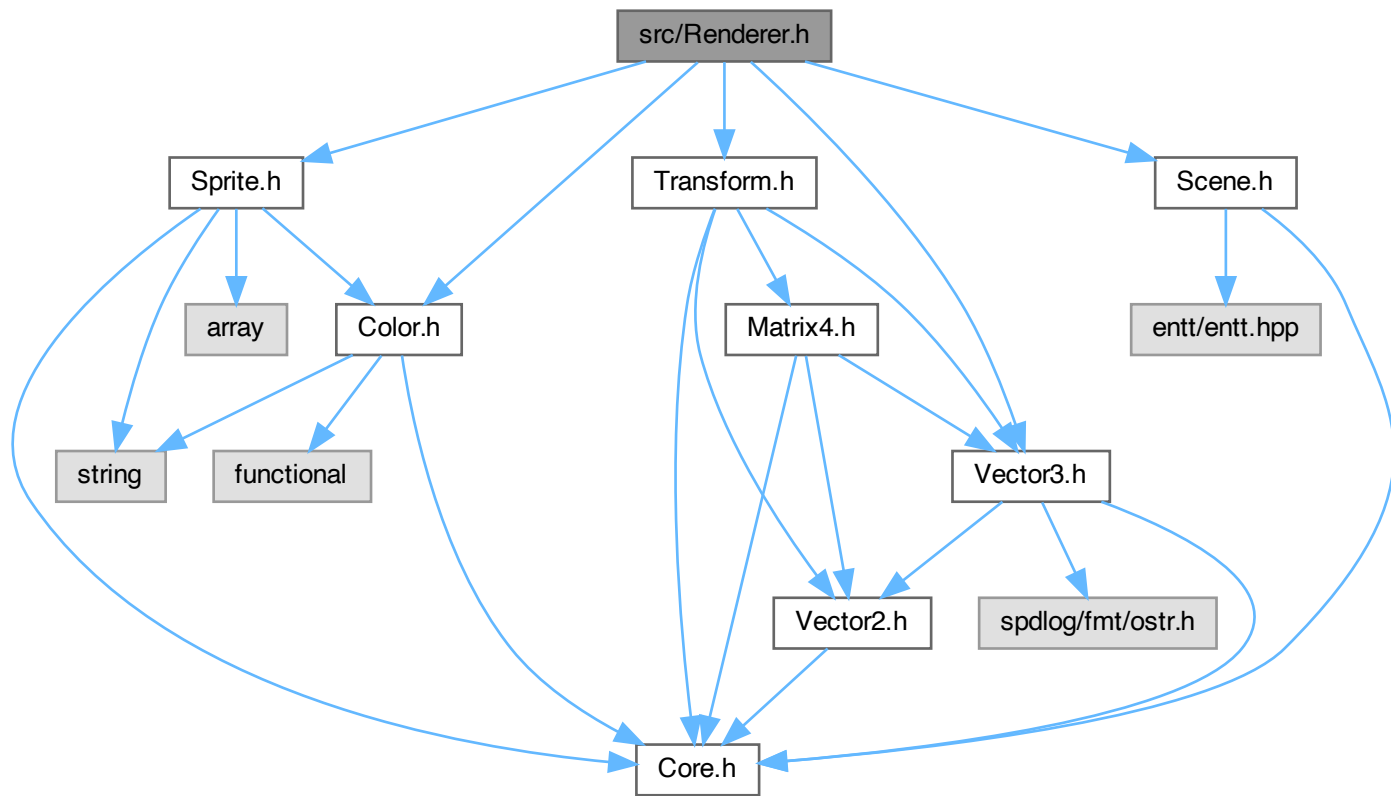 src/Renderer.h
Sprite.h
Transform.h
Scene.h
array
Color.h
Matrix4.h
entt/entt.hpp
string
functional
Vector3.h
Vector2.h
spdlog/fmt/ostr.h
Core.h